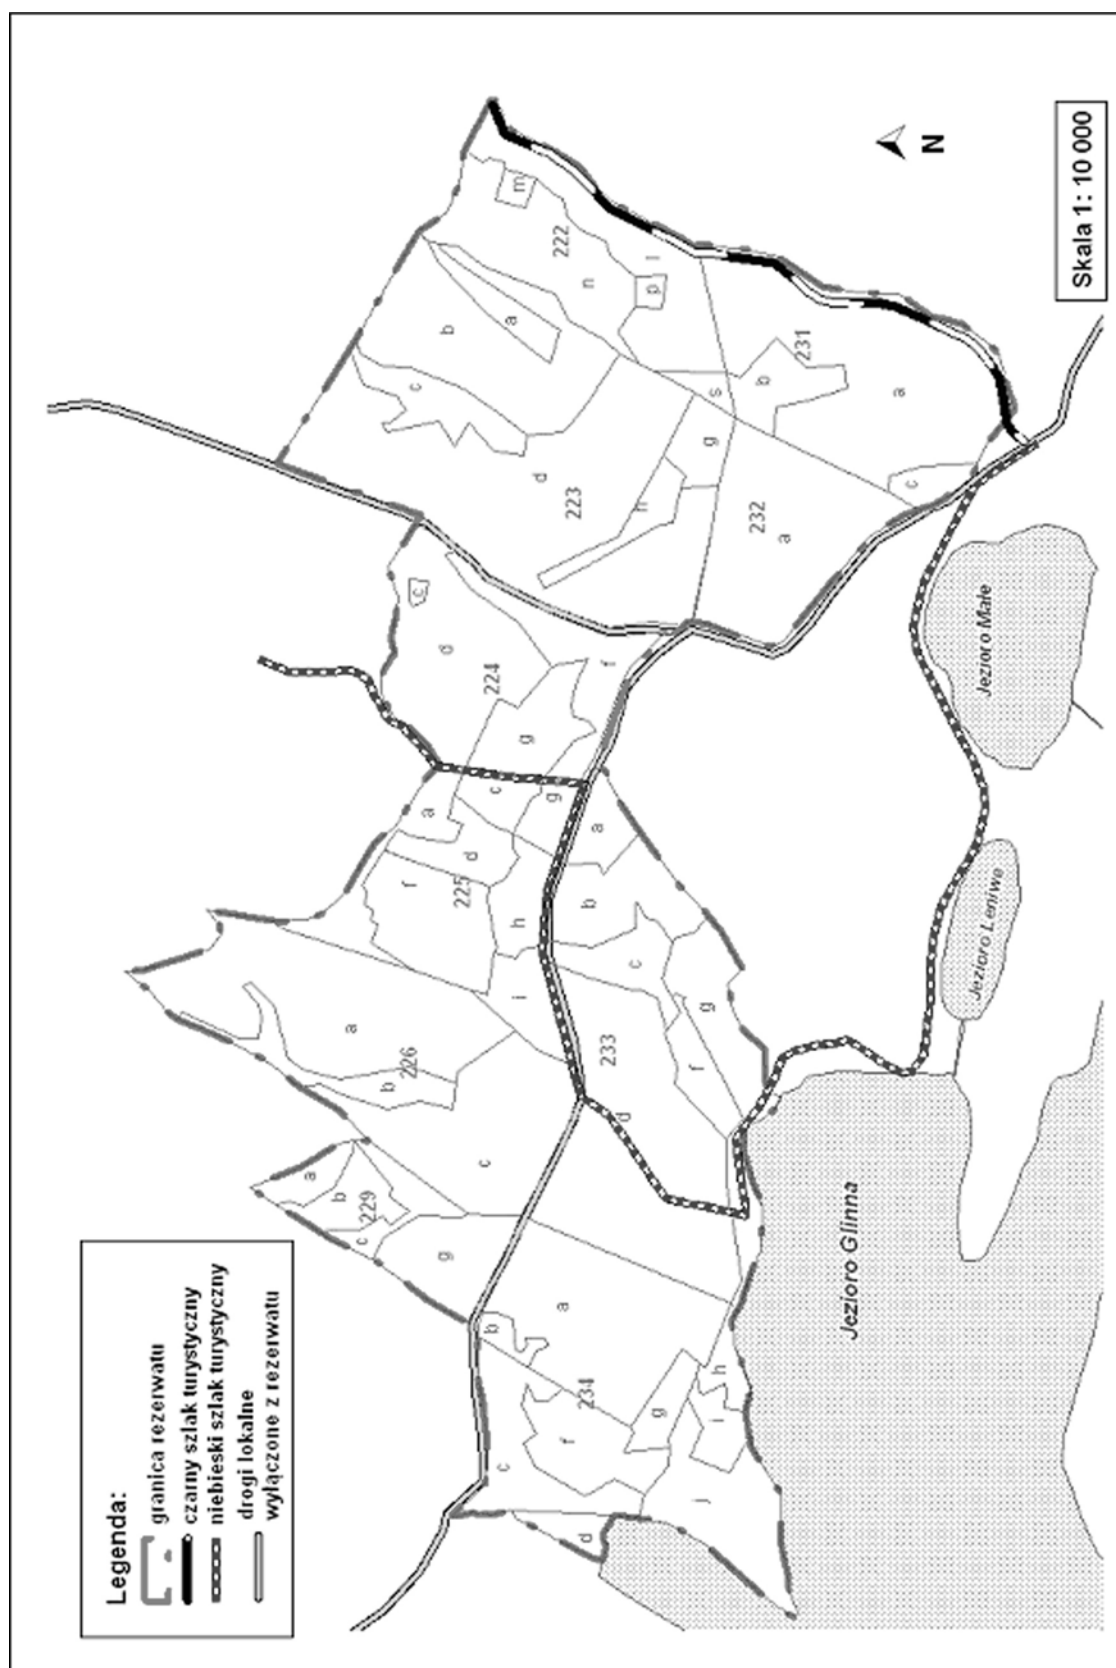 Legenda:
granica rezerwatu
czarny szlak turystyczny
niebieski szlak turystyczny
drogi lokalne
wyłączone z rezerwatu
a
b
229
c
g
a
226
b
c
a
c
d
g
f
225
h
i
c
d
224
f
g
b
a
c
d
223
h
g
m
222
n
l
p
s
b
231
a
c
232
a
a
b
c
233
g
f
d
a
b
234
c
f
g
h
i
j
d
Jezioro Glinna
Jezioro Leniwe
Jezioro Małe
N
Skala 1: 10 000